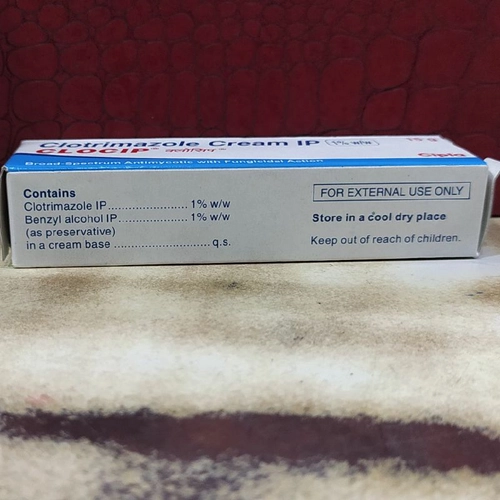 Clotrimazole Cream IP (1% w/w) 15 g
CLOCIP® क्लोसिप ™
Cipla
Broad-Spectrum Antimycotic with Fungicidal Action
Contains
Clotrimazole IP..................... 1% w/w
Benzyl alcohol IP.................. 1% w/w
(as preservative)
in a cream base ......................... q.s.
FOR EXTERNAL USE ONLY
Store in a cool dry place
Keep out of reach of children.